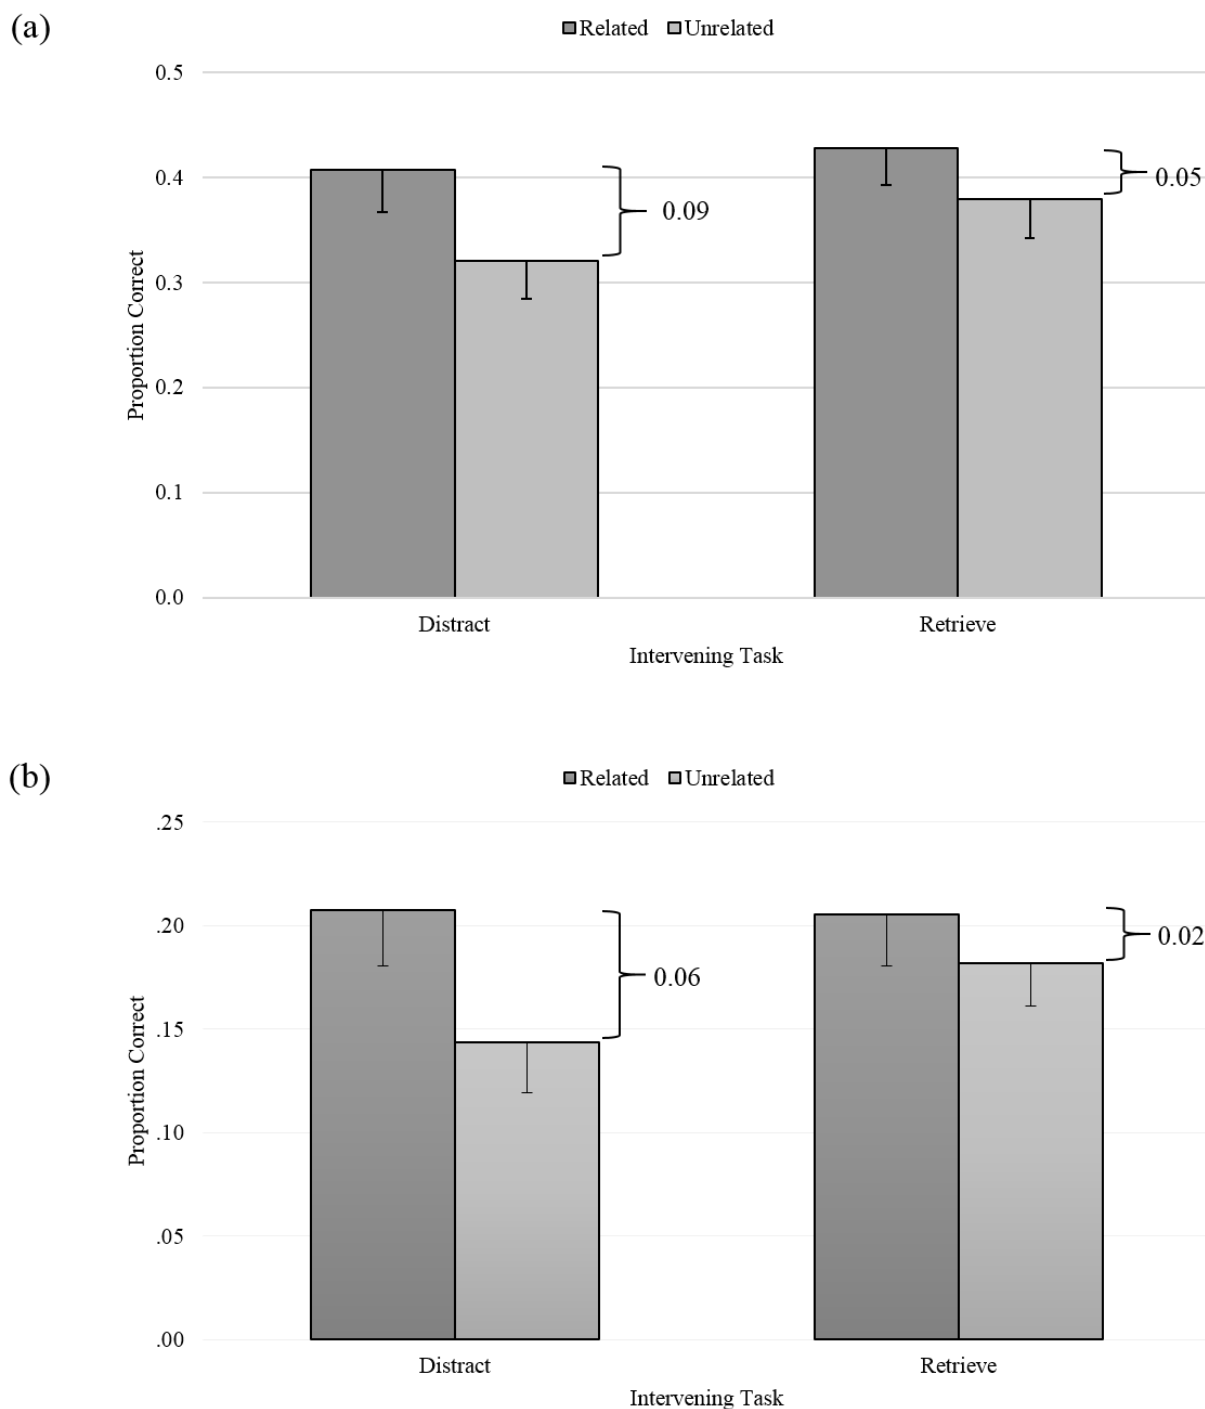 (a)
Related Unrelated
0.5
0.4
0.3
0.2
0.1
0.0
Proportion Correct
0.09
0.05
Distract Retrieve
Intervening Task
(b)
Related Unrelated
.25
.20
.15
.10
.05
.00
Proportion Correct
0.06
0.02
Distract Retrieve
Intervening Task